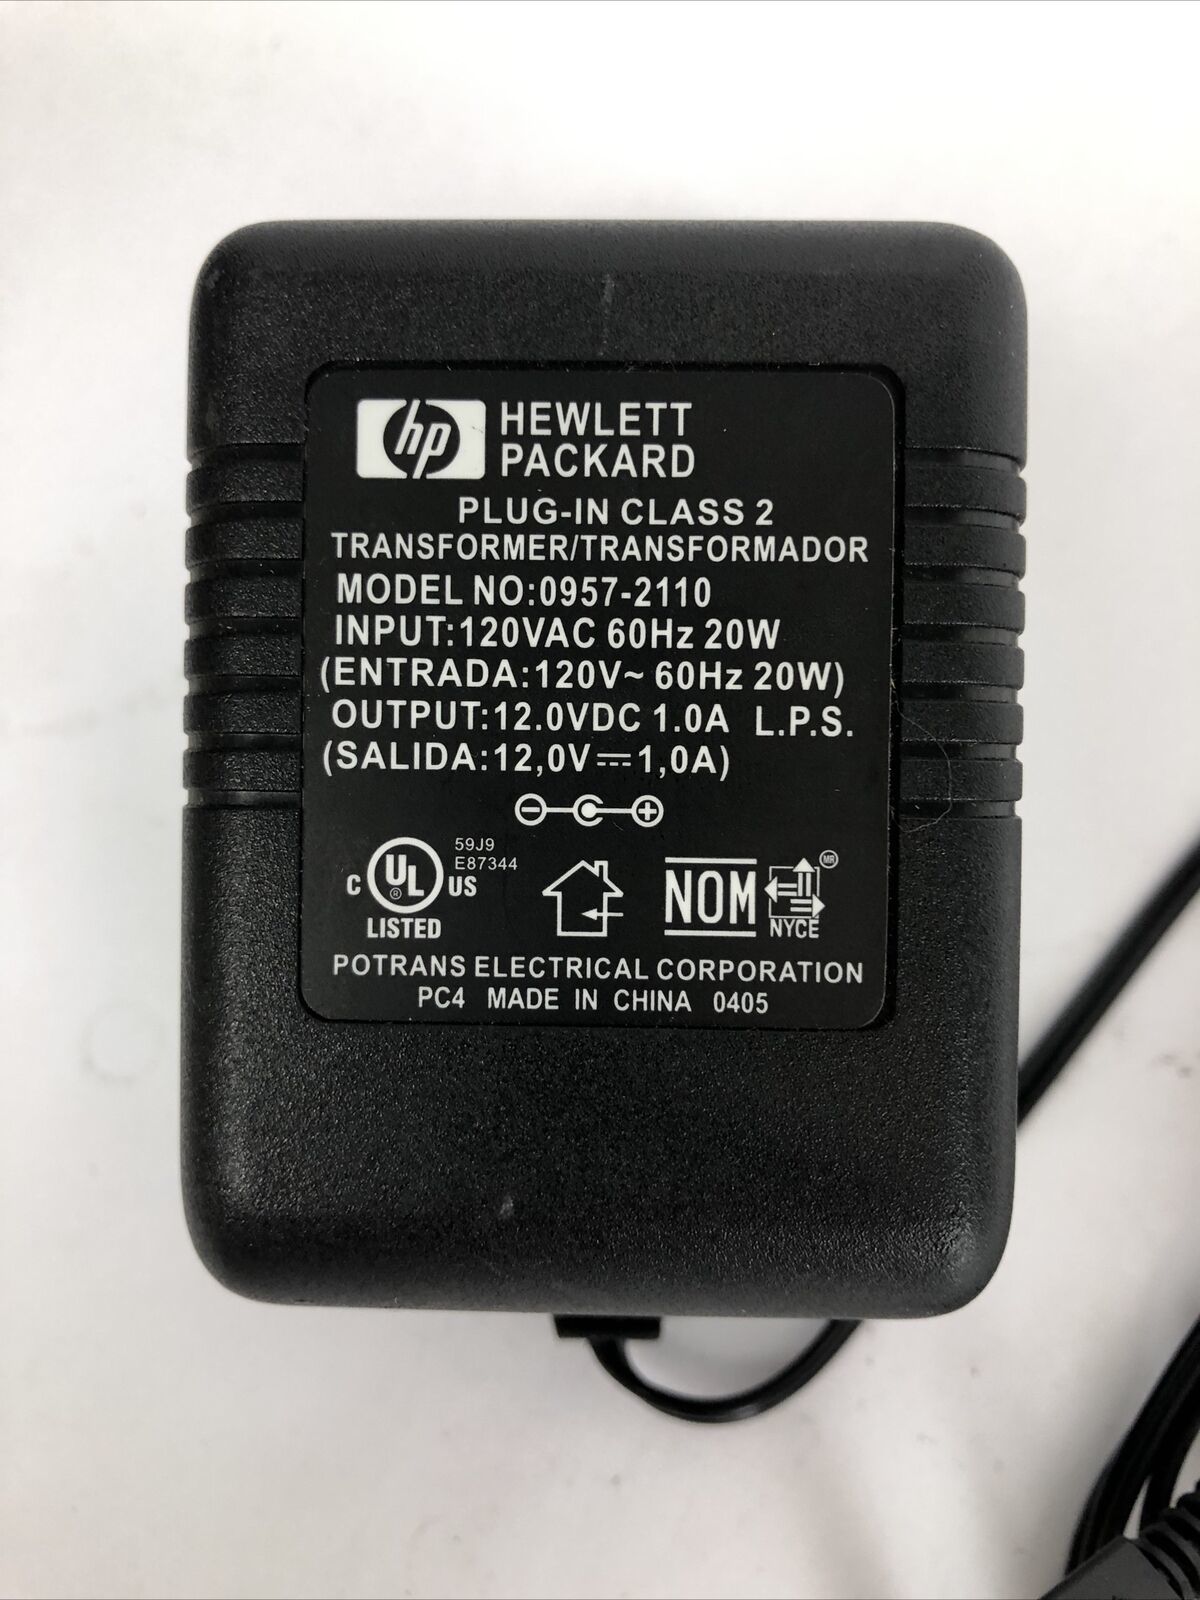 hp HEWLETT
PACKARD
PLUG-IN CLASS 2
TRANSFORMER/TRANSFORMADOR
MODEL NO:0957-2110
INPUT:120VAC 60Hz 20W
(ENTRADA:120V~ 60Hz 20W)
OUTPUT:12.0VDC 1.0A L.P.S.
(SALIDA:12,0V⎓1,0A)
59J9
E87344
C UL ® US
LISTED
NOM
MR
NYCE
POTRANS ELECTRICAL CORPORATION
PC4 MADE IN CHINA 0405